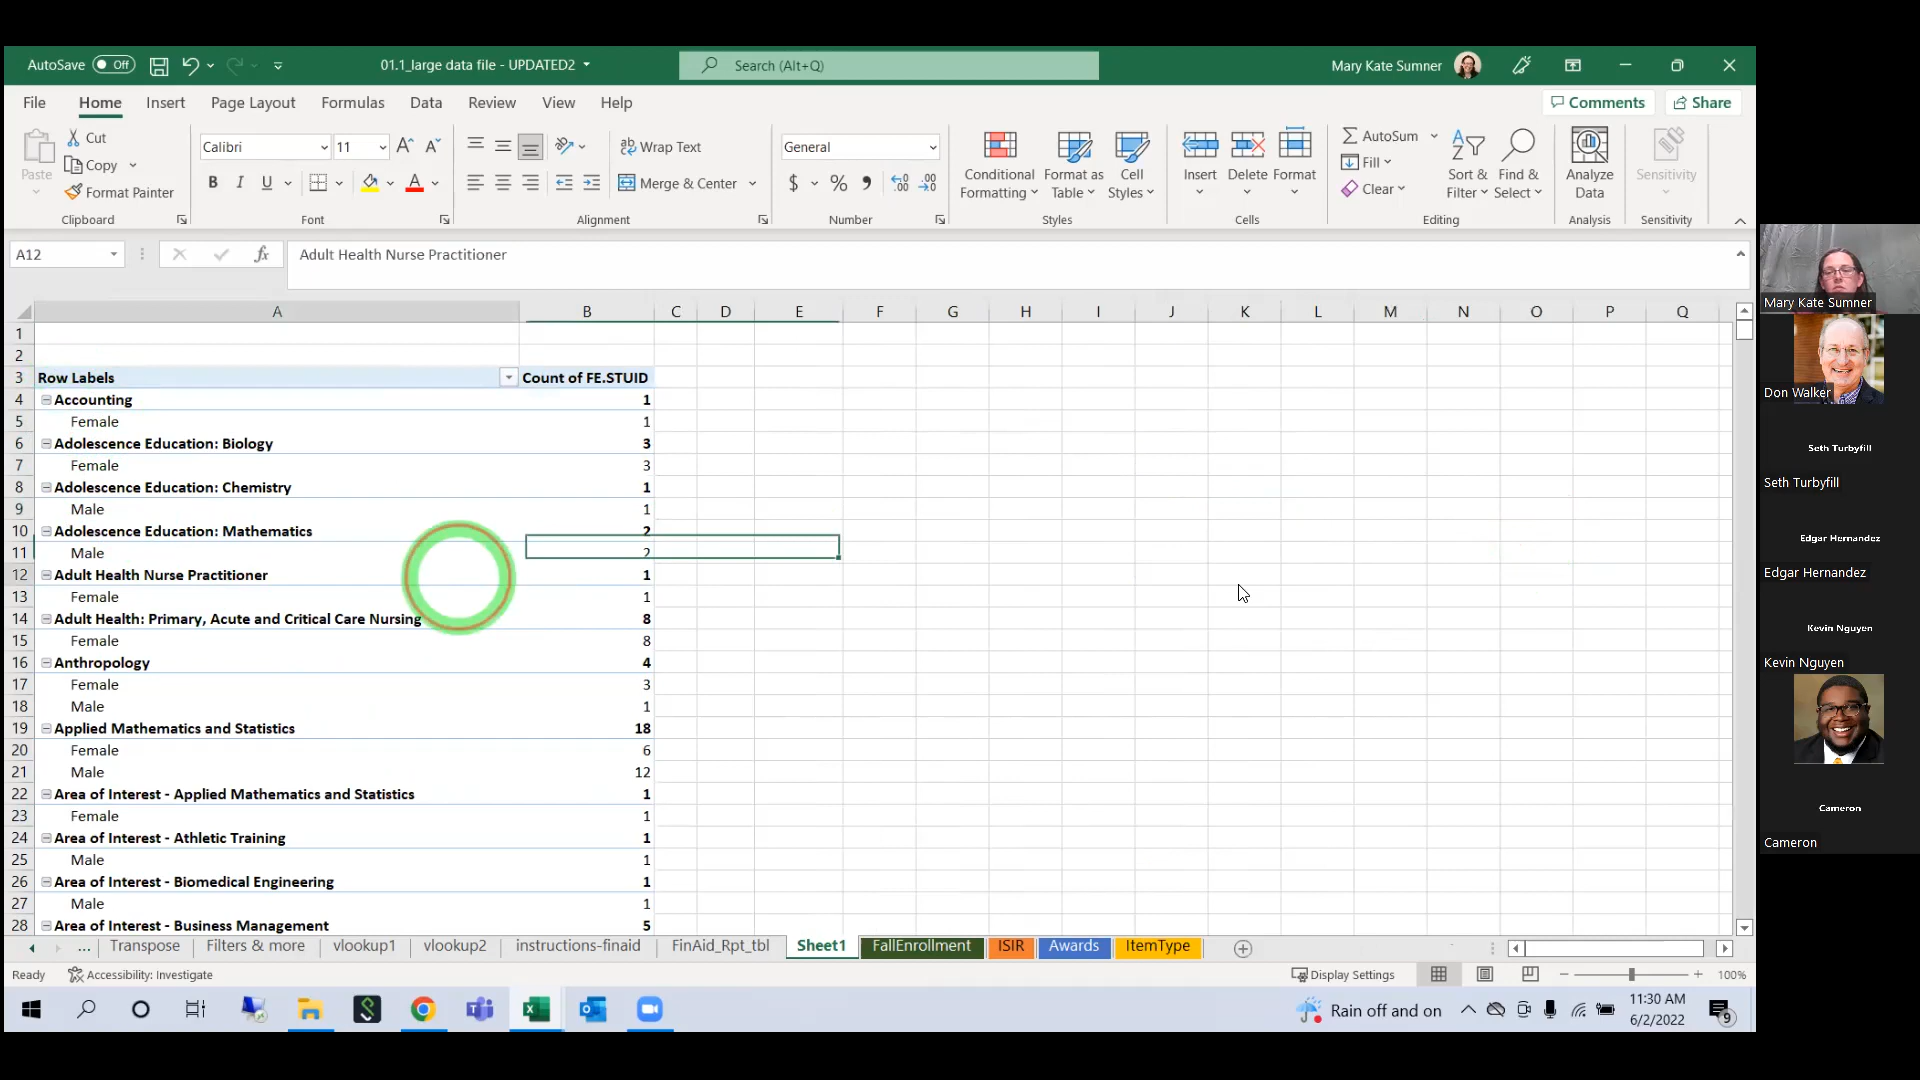 AutoSave Off
01.1_large data file - UPDATED2
Search (Alt+Q)
Mary Kate Sumner
File Home Insert Page Layout Formulas Data Review View Help
Comments Share
Paste
Cut
Copy
Format Painter
Clipboard
Calibri 11
B I U
Font
Wrap Text
Merge & Center
Alignment
General
$ % 9
Number
Conditional Formatting
Format as Table
Cell Styles
Styles
Insert Delete Format
Cells
AutoSum
Fill
Clear
Sort & Filter
Find & Select
Editing
Analyze Data
Analysis
Sensitivity
Sensitivity
A12 fx Adult Health Nurse Practitioner
A B C D E F G H I J K L M N O P Q
1
2
3 Row Labels Count of FE.STUID
4 Accounting 1
5 Female 1
6 Adolescence Education: Biology 3
7 Female 3
8 Adolescence Education: Chemistry 1
9 Male 1
10 Adolescence Education: Mathematics 2
11 Male 2
12 Adult Health Nurse Practitioner 1
13 Female 1
14 Adult Health: Primary, Acute and Critical Care Nursing 8
15 Female 8
16 Anthropology 4
17 Female 3
18 Male 1
19 Applied Mathematics and Statistics 18
20 Female 6
21 Male 12
22 Area of Interest - Applied Mathematics and Statistics 1
23 Female 1
24 Area of Interest - Athletic Training 1
25 Male 1
26 Area of Interest - Biomedical Engineering 1
27 Male 1
28 Area of Interest - Business Management 5
... Transpose Filters & more vlookup1 vlookup2 instructions-finaid FinAid_Rpt_tbl Sheet1 FallEnrollment ISIR Awards ItemType
Ready Accessibility: Investigate Display Settings 100%
Rain off and on
11:30 AM
6/2/2022
9
Mary Kate Sumner
Don Walker
Seth Turbyfill
Seth Turbyfill
Edgar Hernandez
Edgar Hernandez
Kevin Nguyen
Kevin Nguyen
Cameron
Cameron